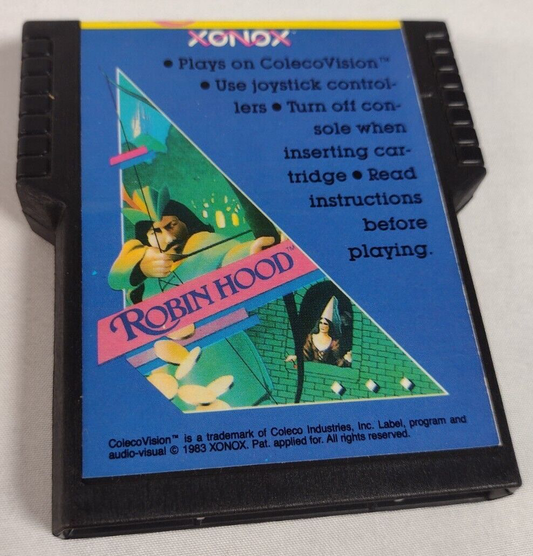 XONOX
• Plays on ColecoVision™
• Use joystick control-
lers • Turn off con-
sole when
inserting car-
tridge • Read
instructions
before
playing.
ROBIN HOOD™
ColecoVision™ is a trademark of Coleco Industries, Inc. Label, program and
audio-visual © 1983 XONOX. Pat. applied for. All rights reserved.